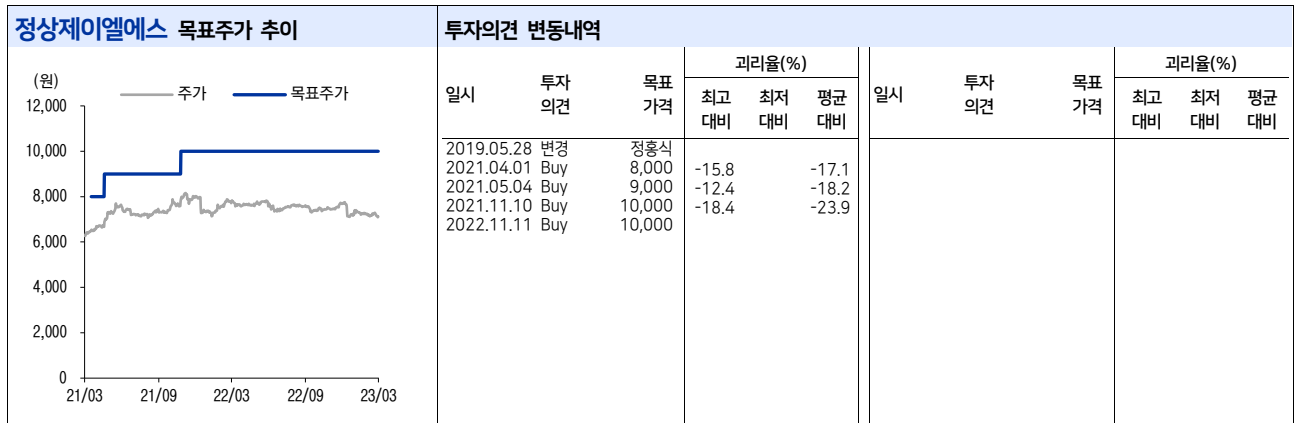 정상제이엘에스 목표주가 추이
(원)
주가 목표주가
12,000
10,000
8,000
6,000
4,000
2,000
0
21/03 21/09 22/03 22/09 23/03
투자의견 변동내역
일시 투자의견 목표가격 괴리율(%)
최고대비 최저대비 평균대비
2019.05.28 변경 정홍식
2021.04.01 Buy 8,000 -15.8 -17.1
2021.05.04 Buy 9,000 -12.4 -18.2
2021.11.10 Buy 10,000 -18.4 -23.9
2022.11.11 Buy 10,000
일시 투자의견 목표가격 괴리율(%)
최고대비 최저대비 평균대비